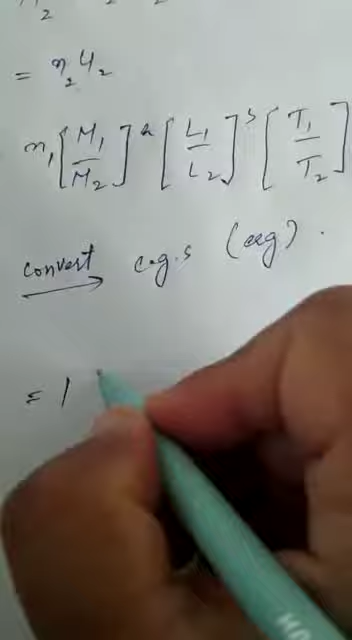 = n₂u₂
n₁ [M₁/M₂]ᵃ [L₁/L₂]ᵇ [T₁/T₂]
convert c.g.s (erg).
= 1